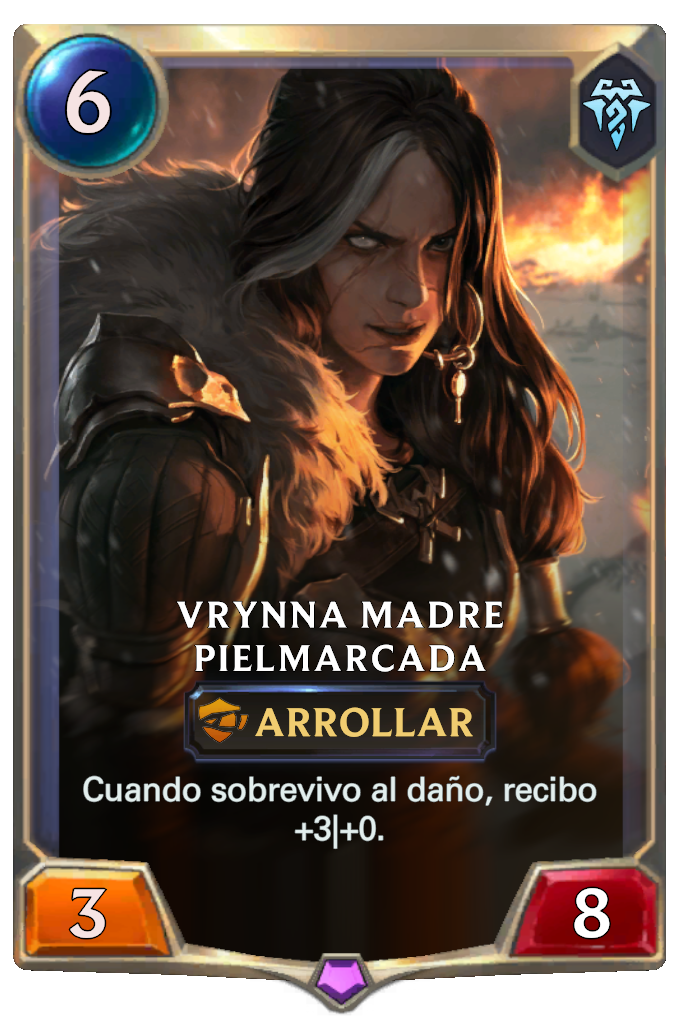 6
VRYNNA MADRE
PIELMARCADA
ARROLLAR
Cuando sobrevivo al daño, recibo
+3|+0.
3
8